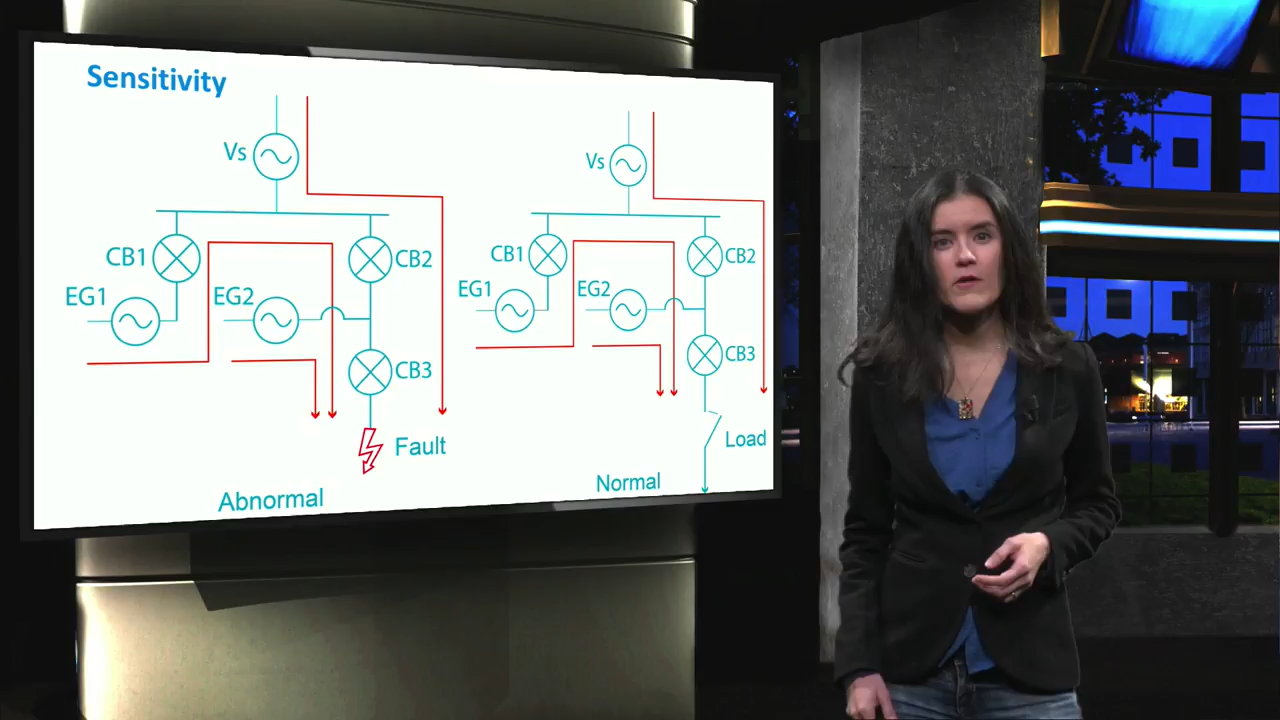 Sensitivity
Vs
CB1
CB2
EG1
EG2
CB3
Fault
Abnormal
Vs
CB1
CB2
EG1
EG2
CB3
Load
Normal